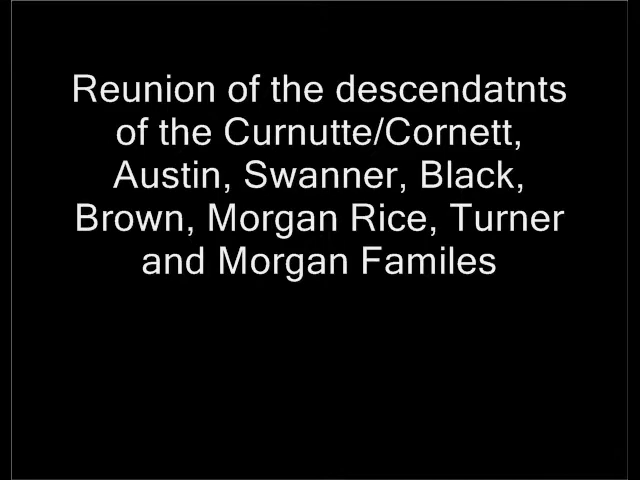 Reunion of the descendatnts
of the Curnutte/Cornett,
Austin, Swanner, Black,
Brown, Morgan Rice, Turner
and Morgan Familes